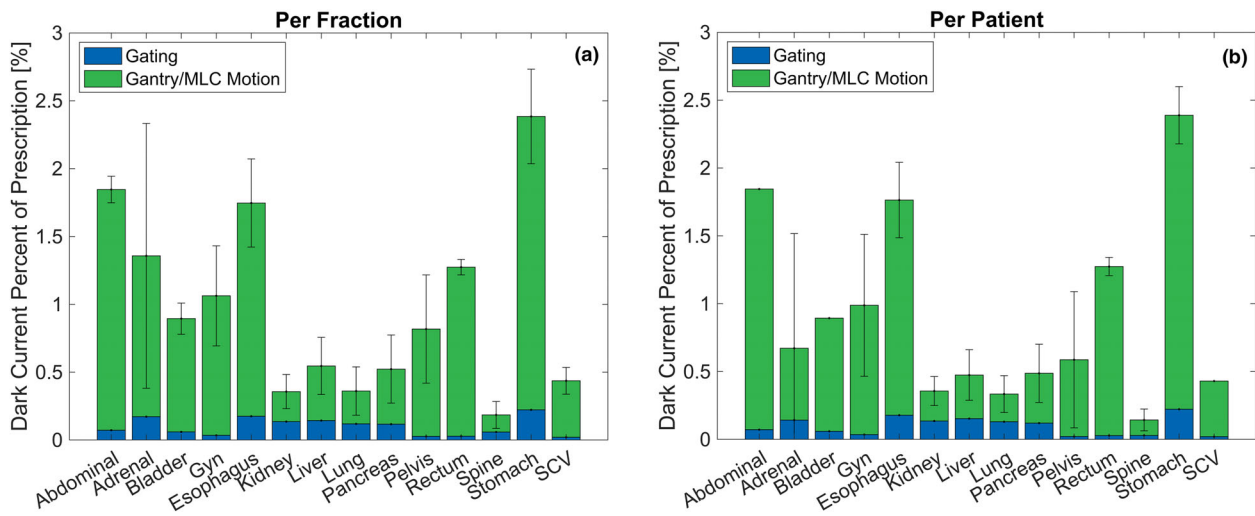 Per Fraction
(a)
Gating
Gantry/MLC Motion
Dark Current Percent of Prescription [%]
3
2.5
2
1.5
1
0.5
0
Abdominal
Adrenal
Bladder
Gyn
Esophagus
Kidney
Liver
Lung
Pancreas
Pelvis
Rectum
Spine
Stomach
SCV
Per Patient
(b)
Gating
Gantry/MLC Motion
Dark Current Percent of Prescription [%]
3
2.5
2
1.5
1
0.5
0
Abdominal
Adrenal
Bladder
Gyn
Esophagus
Kidney
Liver
Lung
Pancreas
Pelvis
Rectum
Spine
Stomach
SCV